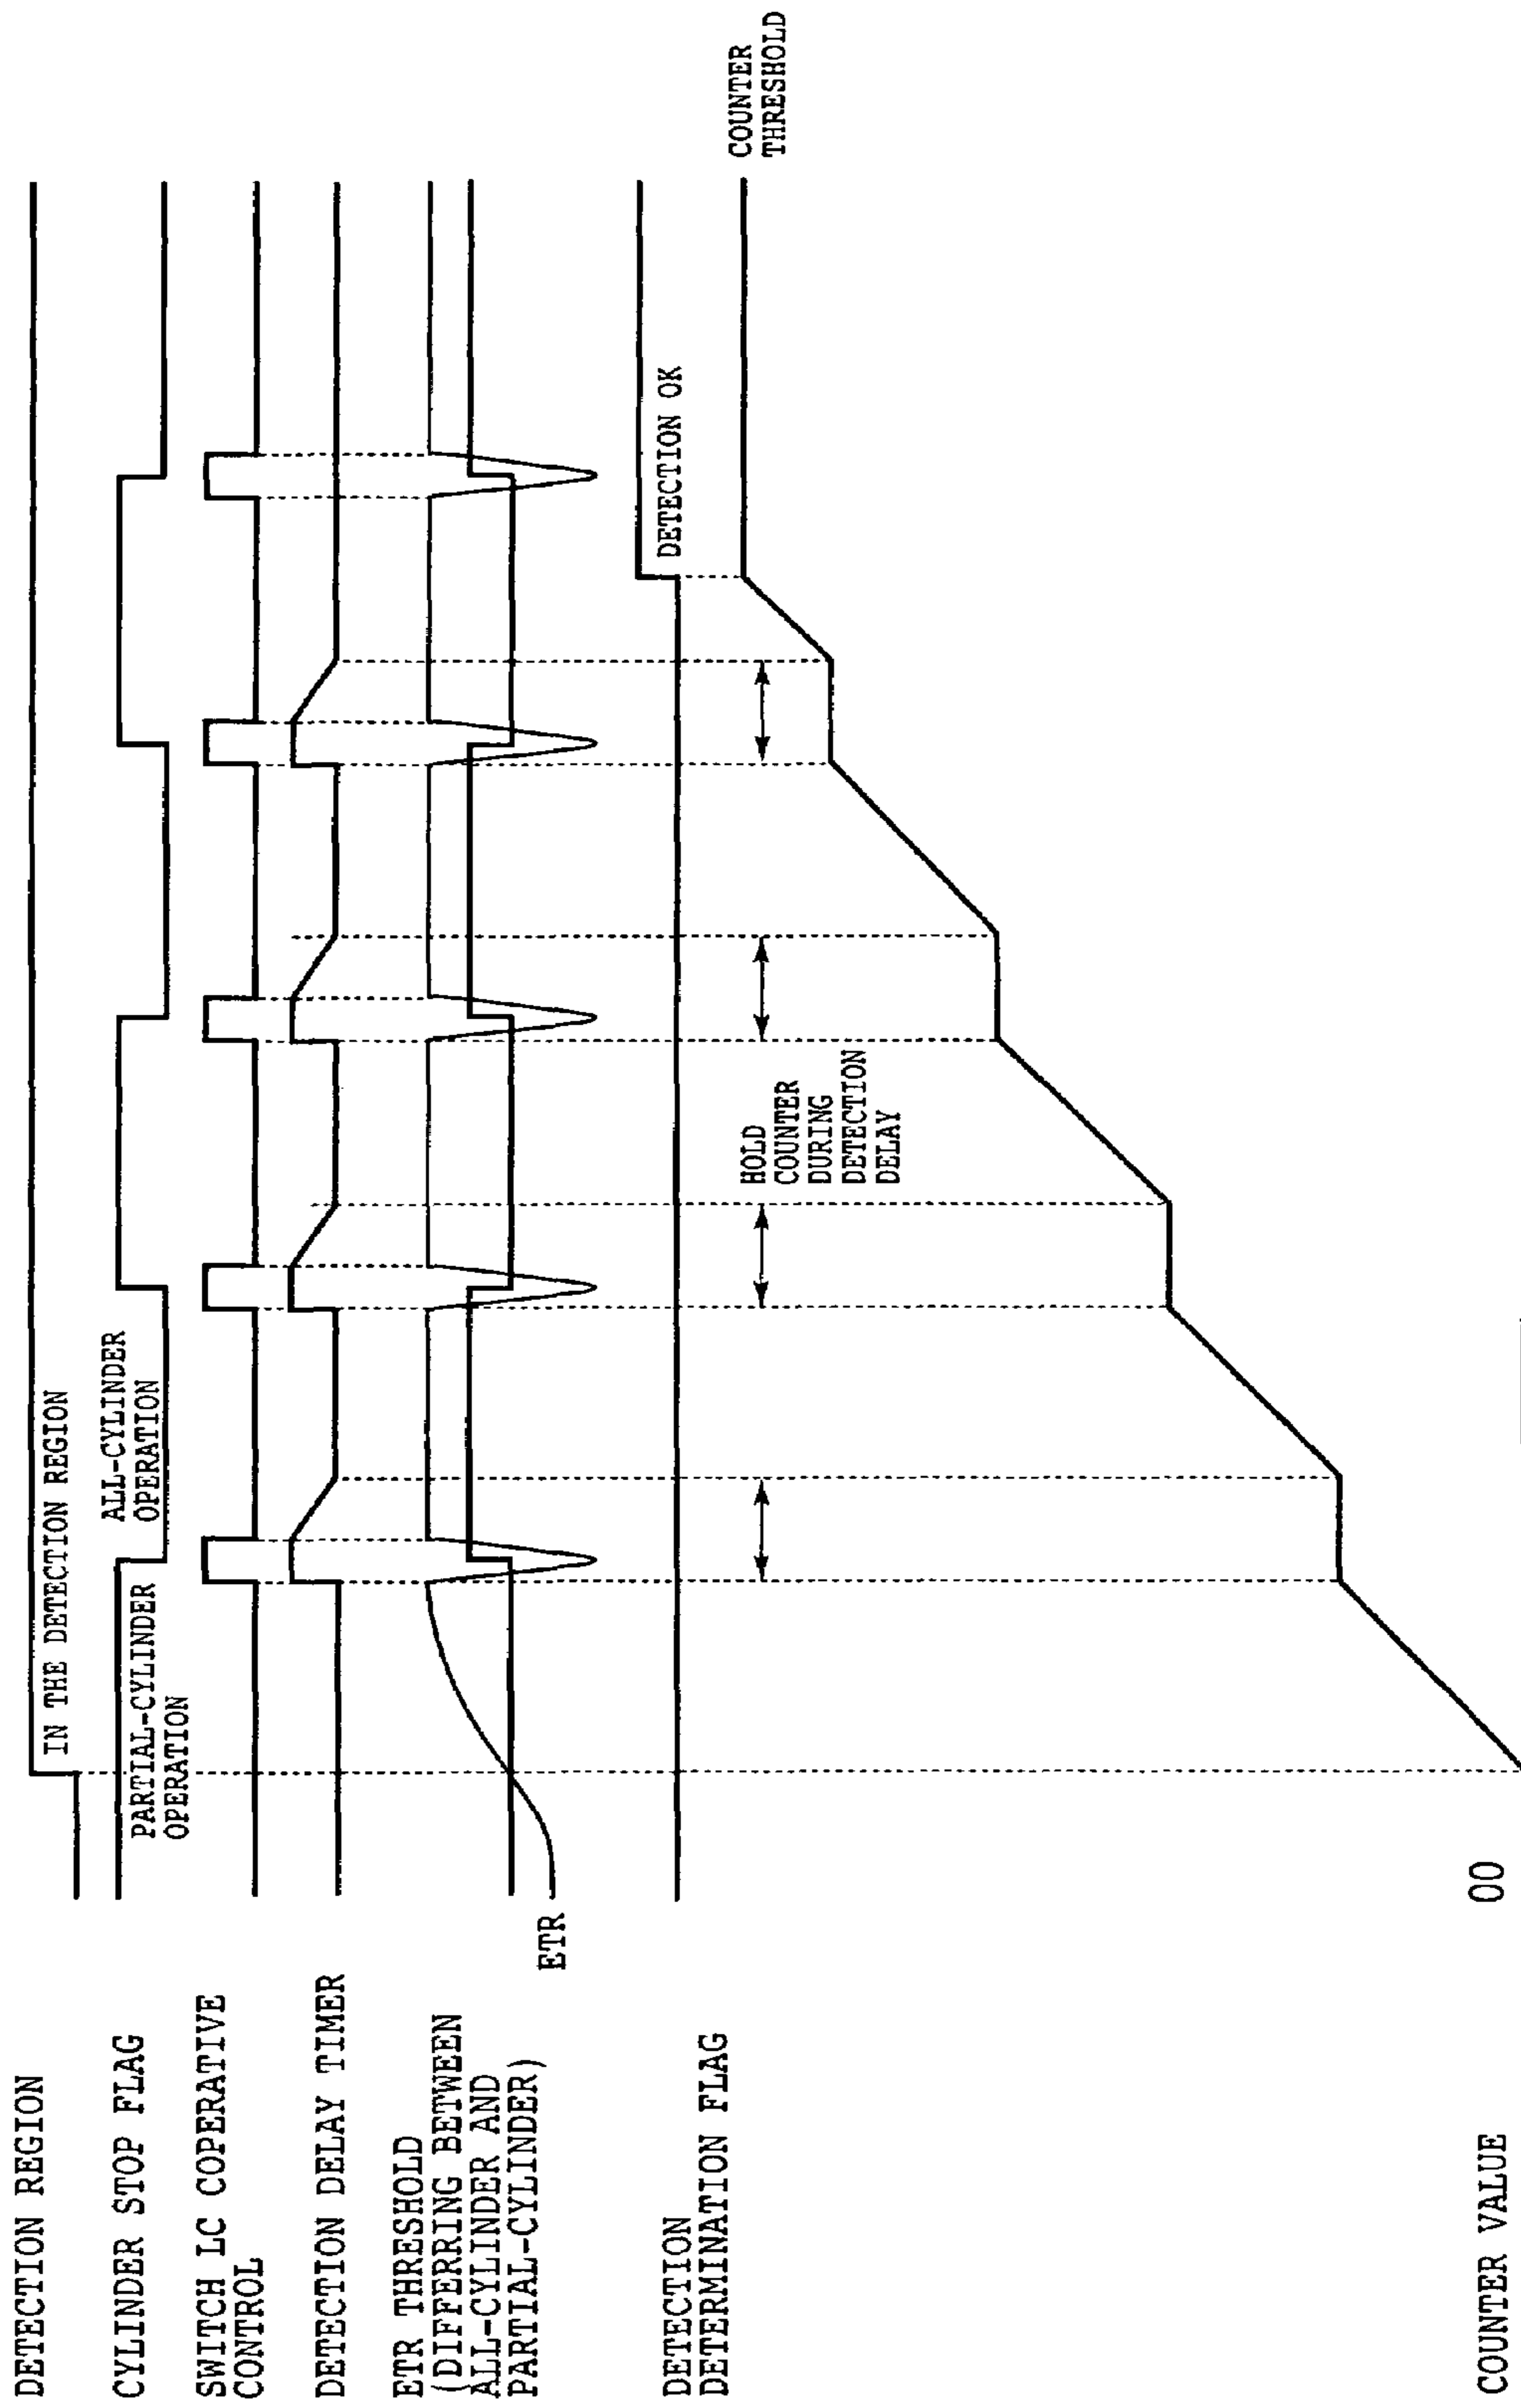 DETECTION REGION
IN THE DETECTION REGION
CYLINDER STOP FLAG
PARTIAL-CYLINDER
OPERATION
ALL-CYLINDER
OPERATION
SWITCH LC COPERATIVE
CONTROL
DETECTION DELAY TIMER
ETR THRESHOLD
(DIFFERRING BETWEEN
ALL-CYLINDER AND
PARTIAL-CYLINDER)
ETR
DETECTION
DETERMINATION FLAG
DETECTION OK
HOLD
COUNTER
DURING
DETECTION
DELAY
COUNTER
THRESHOLD
COUNTER VALUE
00